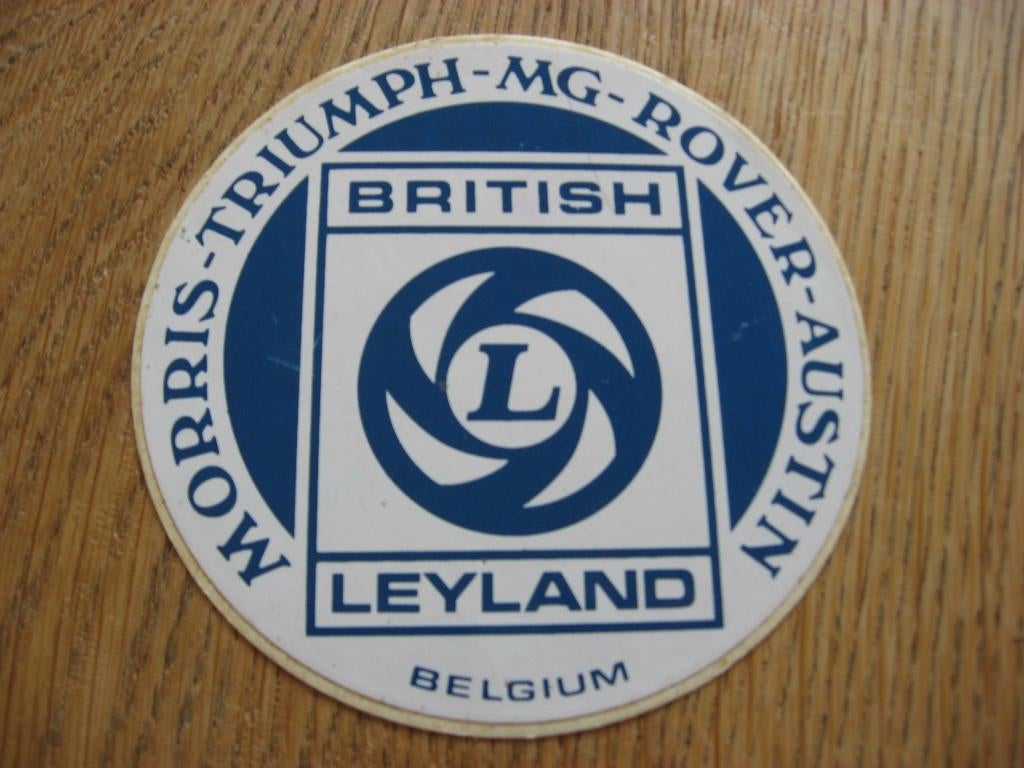 MORRIS-TRIUMPH-MG-ROVER-AUSTIN
BRITISH
L
LEYLAND
BELGIUM